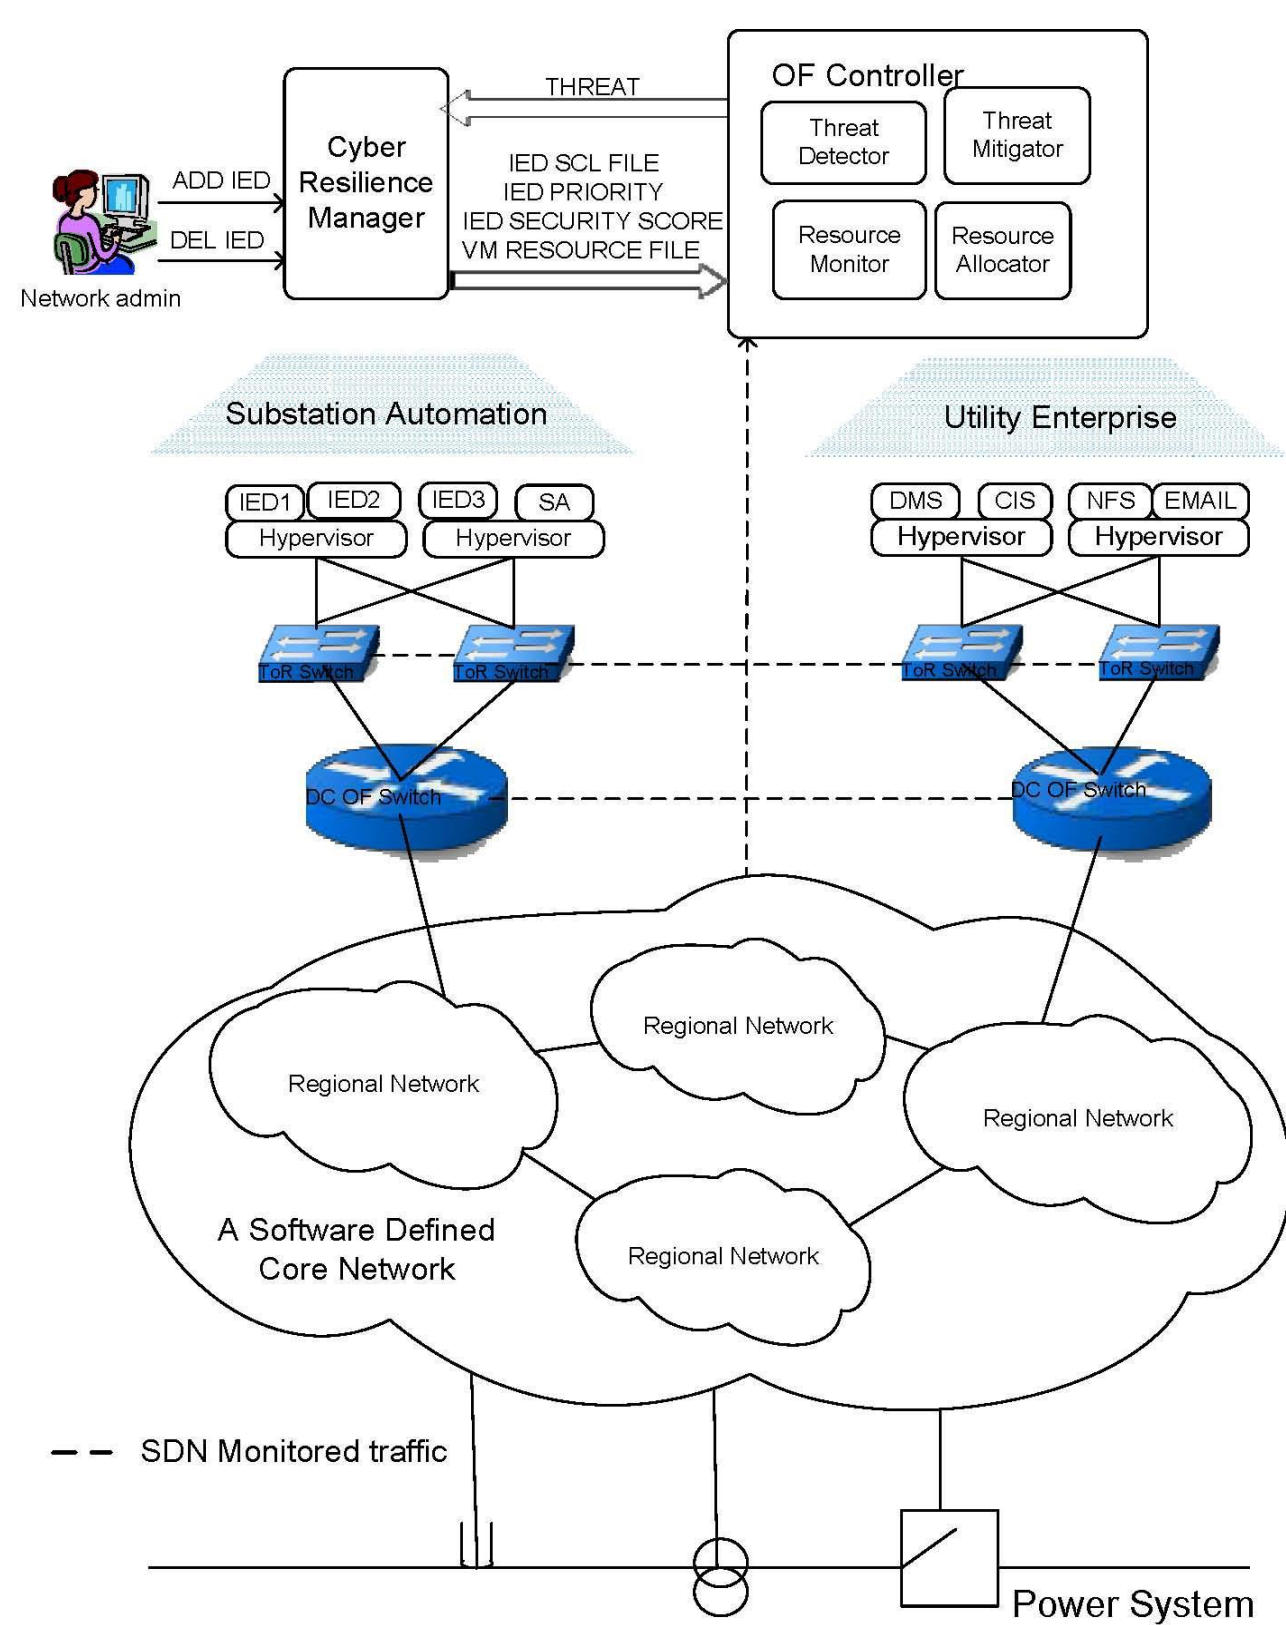 OF Controller
THREAT
Threat
Detector
Threat
Mitigator
Cyber
Resilience
Manager
IED SCL FILE
IED PRIORITY
IED SECURITY SCORE
VM RESOURCE FILE
ADD IED
DEL IED
Network admin
Resource
Monitor
Resource
Allocator
Substation Automation
Utility Enterprise
IED1
IED2
IED3
SA
Hypervisor
Hypervisor
DMS
CIS
NFS
EMAIL
Hypervisor
Hypervisor
ToR Switch
ToR Switch
ToR Switch
ToR Switch
DC OF Switch
DC OF Switch
Regional Network
Regional Network
Regional Network
Regional Network
A Software Defined
Core Network
SDN Monitored traffic
Power System